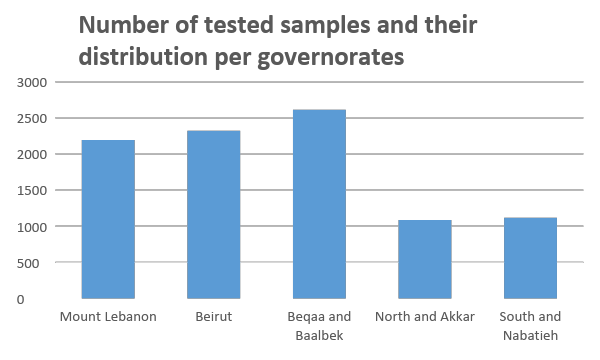 Number of tested samples and their
distribution per governorates
3000
2500
2000
1500
1000
500
0
Mount Lebanon
Beirut
Beqaa and
Baalbek
North and Akkar
South and
Nabatieh